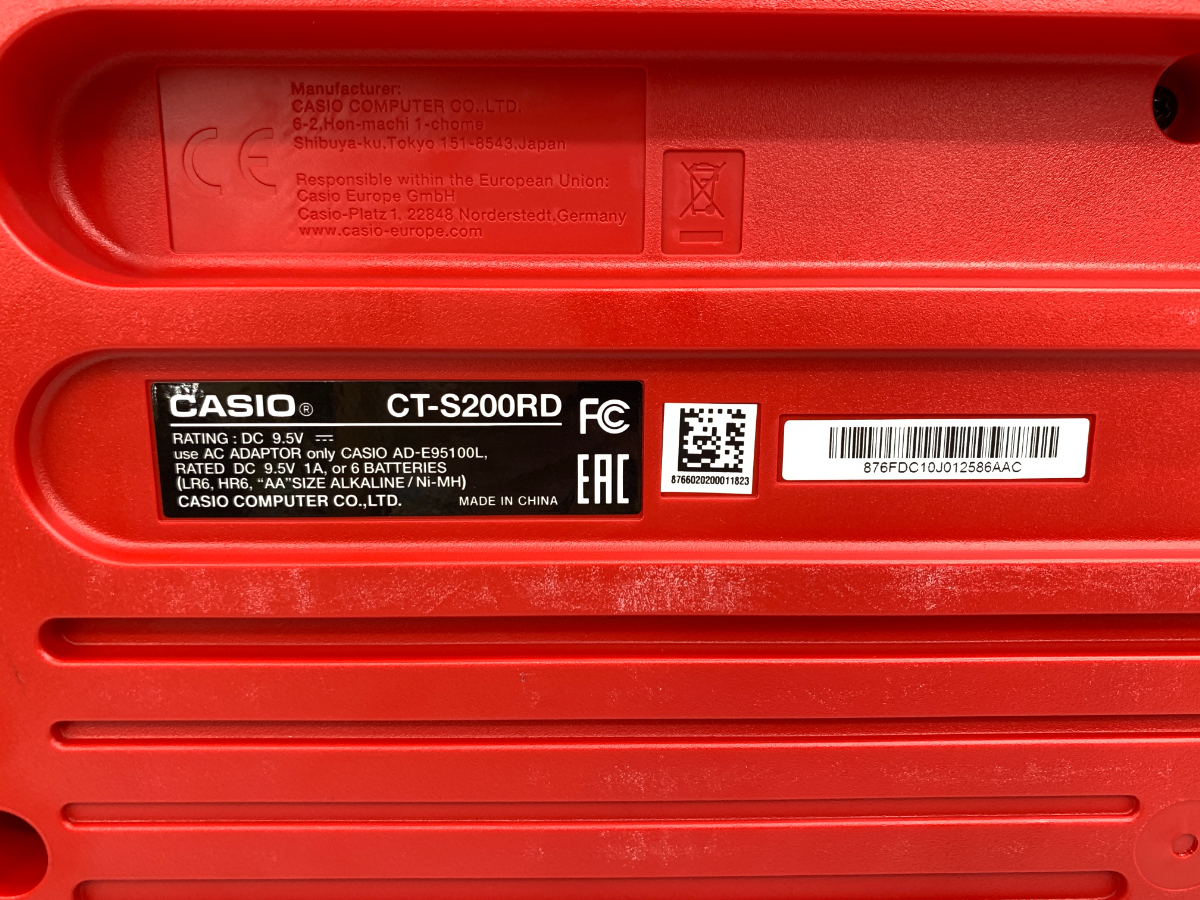 Manufacturer:
CASIO COMPUTER CO.,LTD.
6-2,Hon-machi 1-chome
Shibuya-ku,Tokyo 151-8543,Japan
Responsible within the European Union:
Casio Europe GmbH
Casio-Platz 1, 22848 Norderstedt,Germany
www.casio-europe.com
CE
CASIO® CT-S200RD
FC
RATING : DC 9.5V
use AC ADAPTOR only CASIO AD-E95100L,
RATED DC 9.5V 1A, or 6 BATTERIES
(LR6, HR6, “AA”SIZE ALKALINE / Ni-MH)
CASIO COMPUTER CO.,LTD. MADE IN CHINA
EAC
8766020200011823
876FDC10J012586AAC